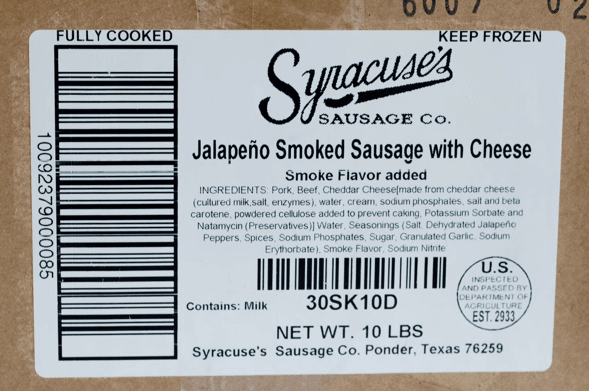 6007 02
FULLY COOKED
KEEP FROZEN
Syracuse's
SAUSAGE CO.
Jalapeño Smoked Sausage with Cheese
Smoke Flavor added
INGREDIENTS: Pork, Beef, Cheddar Cheese[made from cheddar cheese
(cultured milk,salt, enzymes), water, cream, sodium phosphates, salt and beta
carotene, powdered cellulose added to prevent caking, Potassium Sorbate and
Natamycin (Preservatives)] Water, Seasonings (Salt, Dehydrated Jalapeño
Peppers, Spices, Sodium Phosphates, Sugar, Granulated Garlic, Sodium
Erythorbate), Smoke Flavor, Sodium Nitrite
10092379000085
Contains: Milk
30SK10D
U.S.
INSPECTED
AND PASSED BY
DEPARTMENT OF
AGRICULTURE
EST. 2933
NET WT. 10 LBS
Syracuse's Sausage Co. Ponder, Texas 76259